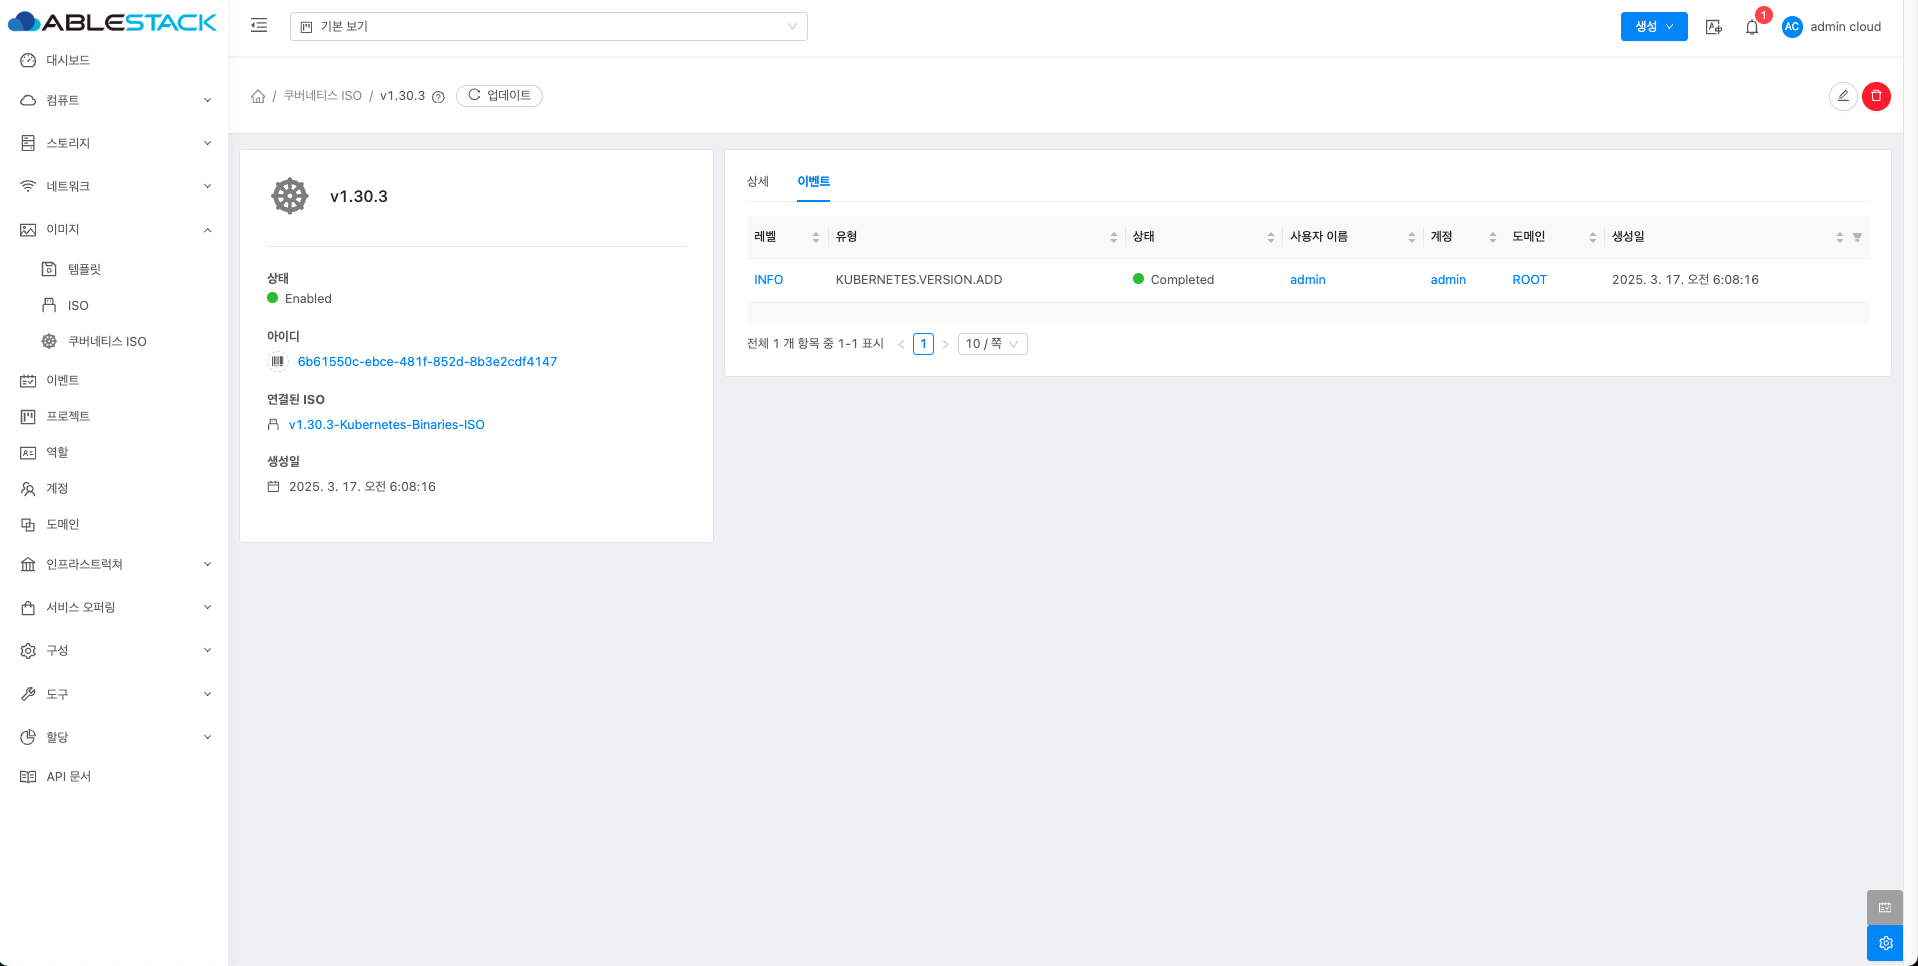 ABLESTACK
기본 보기
생성
1
AC
admin cloud
대시보드
컴퓨트
스토리지
네트워크
이미지
템플릿
ISO
쿠버네티스 ISO
이벤트
프로젝트
역할
계정
도메인
인프라스트럭쳐
서비스 오퍼링
구성
도구
할당
API 문서
/ 쿠버네티스 ISO / v1.30.3 업데이트
v1.30.3
상태
Enabled
아이디
6b61550c-ebce-481f-852d-8b3e2cdf4147
연결된 ISO
v1.30.3-Kubernetes-Binaries-ISO
생성일
2025. 3. 17. 오전 6:08:16
상세 이벤트
레벨 유형 상태 사용자 이름 계정 도메인 생성일
INFO KUBERNETES.VERSION.ADD Completed admin admin ROOT 2025. 3. 17. 오전 6:08:16
전체 1 개 항목 중 1-1 표시 < 1 > 10 / 쪽